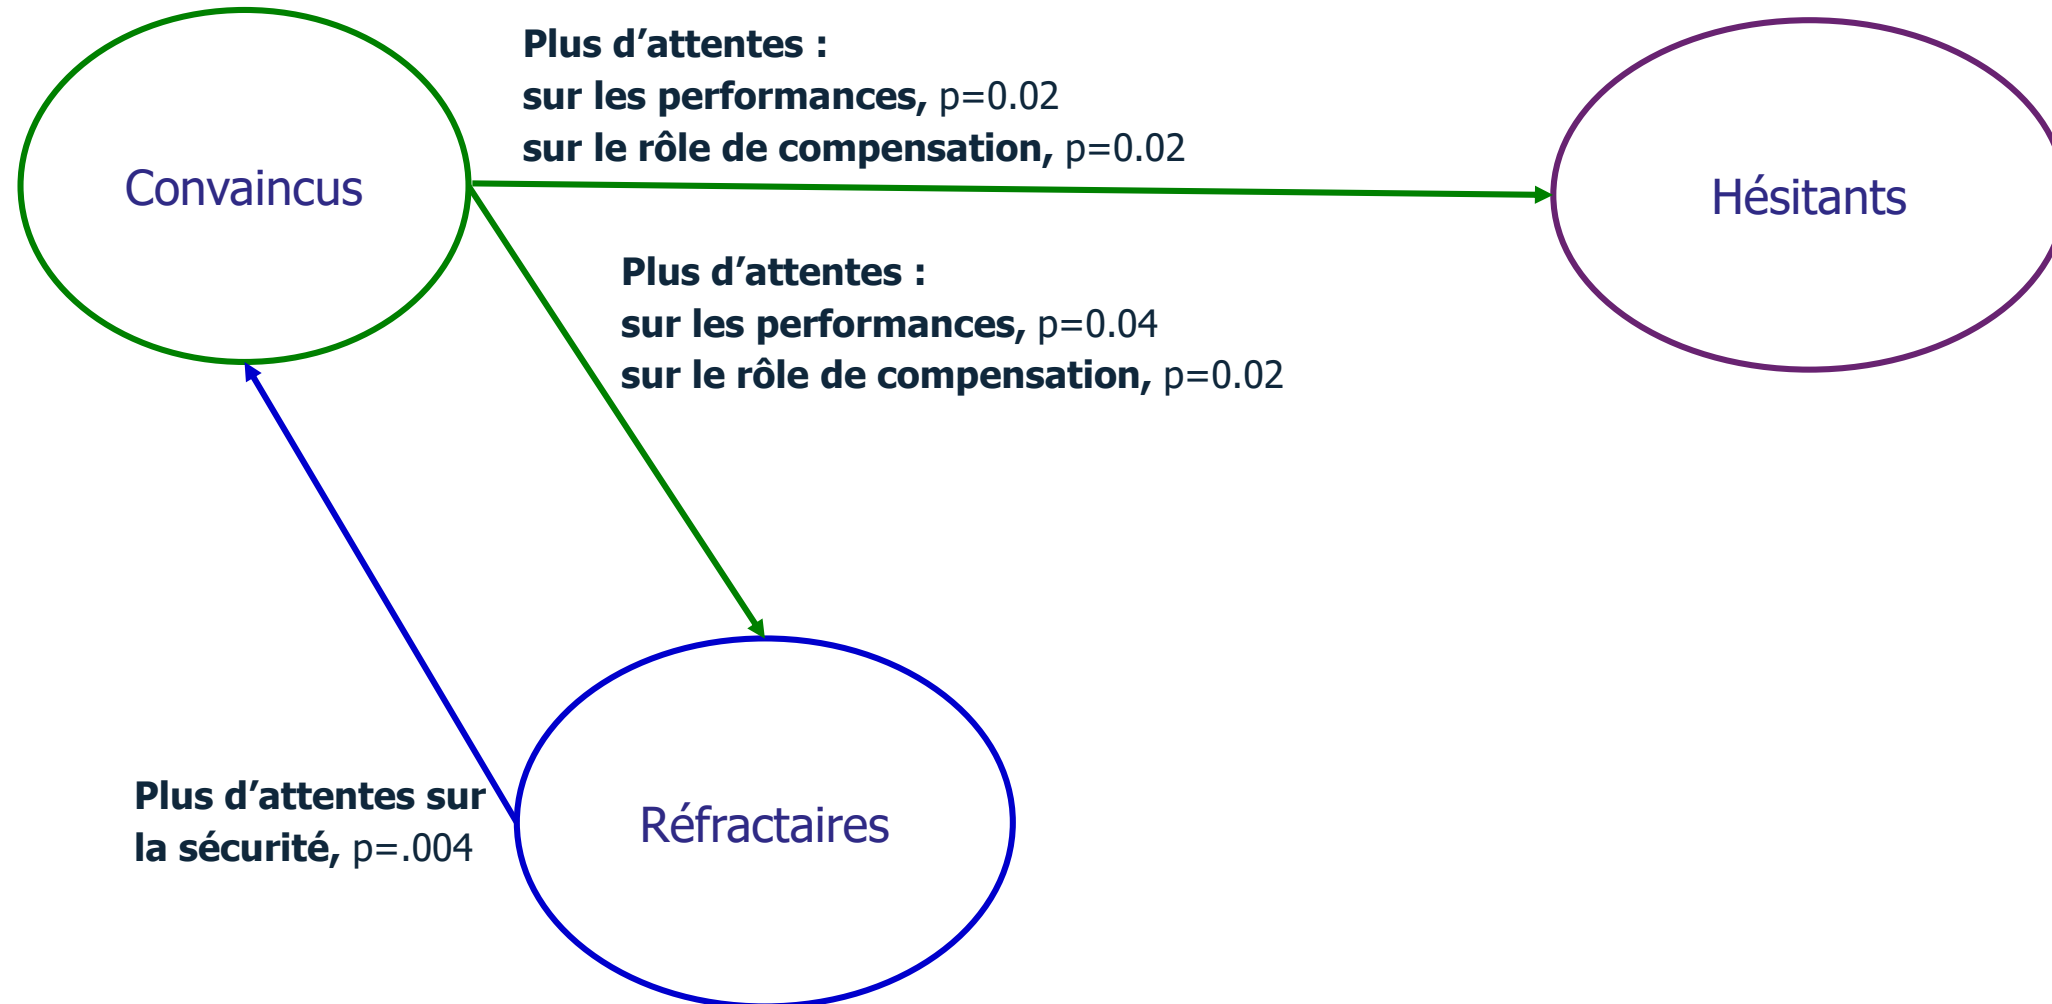 Plus d’attentes :
sur les performances, p=0.02
sur le rôle de compensation, p=0.02
Convaincus
Hésitants
Plus d’attentes :
sur les performances, p=0.04
sur le rôle de compensation, p=0.02
Plus d’attentes sur
la sécurité, p=.004
Réfractaires